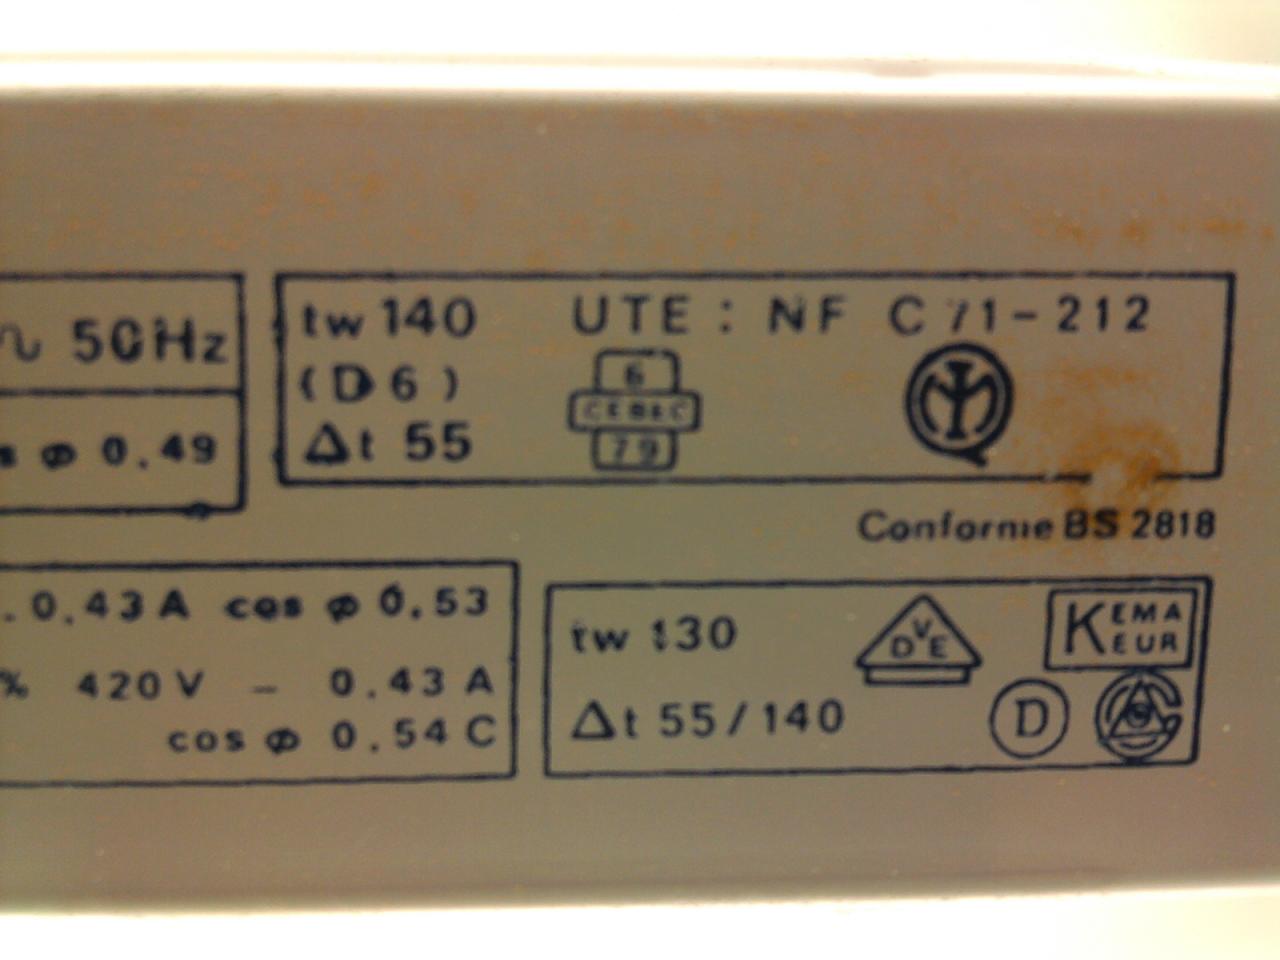 ∿ 50Hz
s φ 0.49
tw 140 UTE : NF C 71-212
(D 6)
Δt 55
6
CEBEC
79
Conforme BS 2818
. 0.43 A cos φ 0.53
% 420 V – 0.43 A
cos φ 0.54 C
tw 130
Δt 55/140
DVE
KEMA
KEUR
D